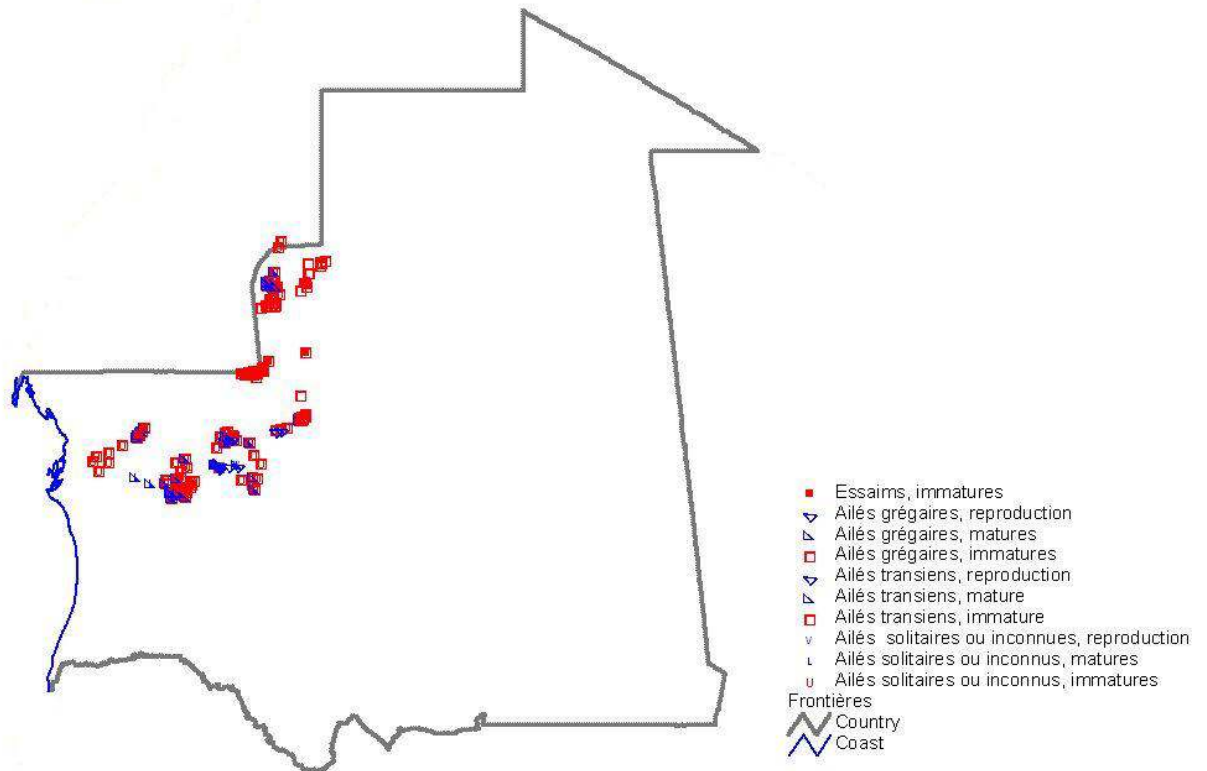 Essaims, immatures
Ailés grégaires, reproduction
Ailés grégaires, matures
Ailés grégaires, immatures
Ailés transiens, reproduction
Ailés transiens, mature
Ailés transiens, immature
Ailés solitaires ou inconnues, reproduction
Ailés solitaires ou inconnus, matures
Ailés solitaires ou inconnus, immatures
Frontières
Country
Coast